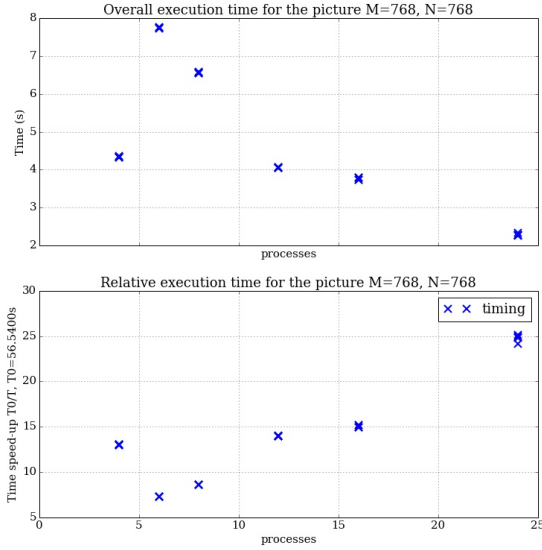 Overall execution time for the picture M=768, N=768
8
7
6
5
4
3
2
Time (s)
processes
Relative execution time for the picture M=768, N=768
30
25
20
15
10
5
Time speed-up T0/T, T0=56.5400s
timing
0 5 10 15 20 25
processes